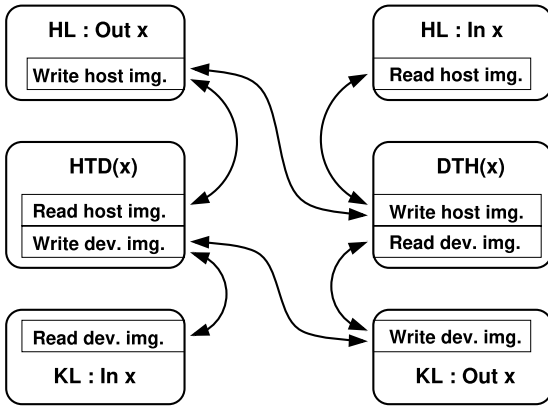 HL : Out x
Write host img.
HL : In x
Read host img.
HTD(x)
Read host img.
Write dev. img.
DTH(x)
Write host img.
Read dev. img.
Read dev. img.
KL : In x
Write dev. img.
KL : Out x